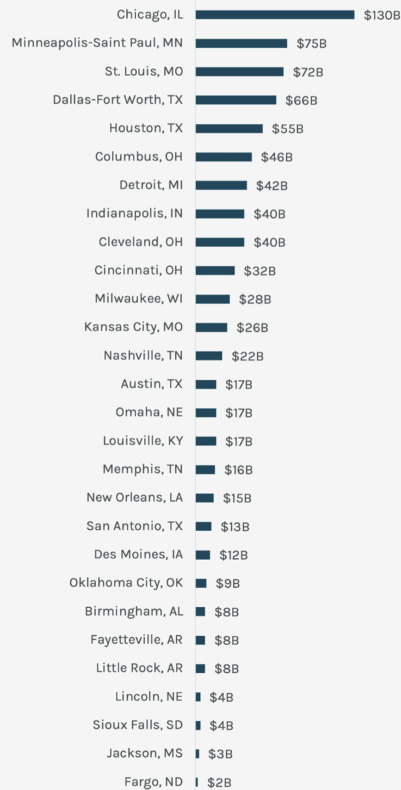 Chicago, IL $130B
Minneapolis-Saint Paul, MN $75B
St. Louis, MO $72B
Dallas-Fort Worth, TX $66B
Houston, TX $55B
Columbus, OH $46B
Detroit, MI $42B
Indianapolis, IN $40B
Cleveland, OH $40B
Cincinnati, OH $32B
Milwaukee, WI $28B
Kansas City, MO $26B
Nashville, TN $22B
Austin, TX $17B
Omaha, NE $17B
Louisville, KY $17B
Memphis, TN $16B
New Orleans, LA $15B
San Antonio, TX $13B
Des Moines, IA $12B
Oklahoma City, OK $9B
Birmingham, AL $8B
Fayetteville, AR $8B
Little Rock, AR $8B
Lincoln, NE $4B
Sioux Falls, SD $4B
Jackson, MS $3B
Fargo, ND $2B